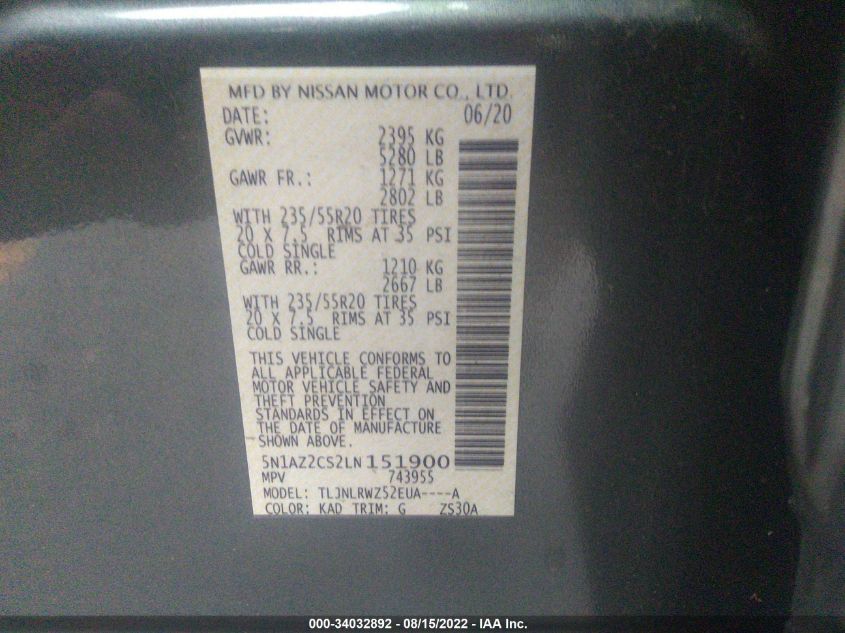 MFD BY NISSAN MOTOR CO., LTD.
DATE: 06/20
GVWR: 2395 KG
5280 LB
GAWR FR.: 1271 KG
2802 LB
WITH 235/55R20 TIRES
20 X 7.5 RIMS AT 35 PSI
COLD SINGLE
GAWR RR.: 1210 KG
2667 LB
WITH 235/55R20 TIRES
20 X 7.5 RIMS AT 35 PSI
COLD SINGLE
THIS VEHICLE CONFORMS TO
ALL APPLICABLE FEDERAL
MOTOR VEHICLE SAFETY AND
THEFT PREVENTION
STANDARDS IN EFFECT ON
THE DATE OF MANUFACTURE
SHOWN ABOVE.
5N1AZ2CS2LN151900
MPV 743955
MODEL: TLJNLRWZ52EUA----A
COLOR: KAD TRIM: G ZS30A
000-34032892 - 08/15/2022 - IAA Inc.